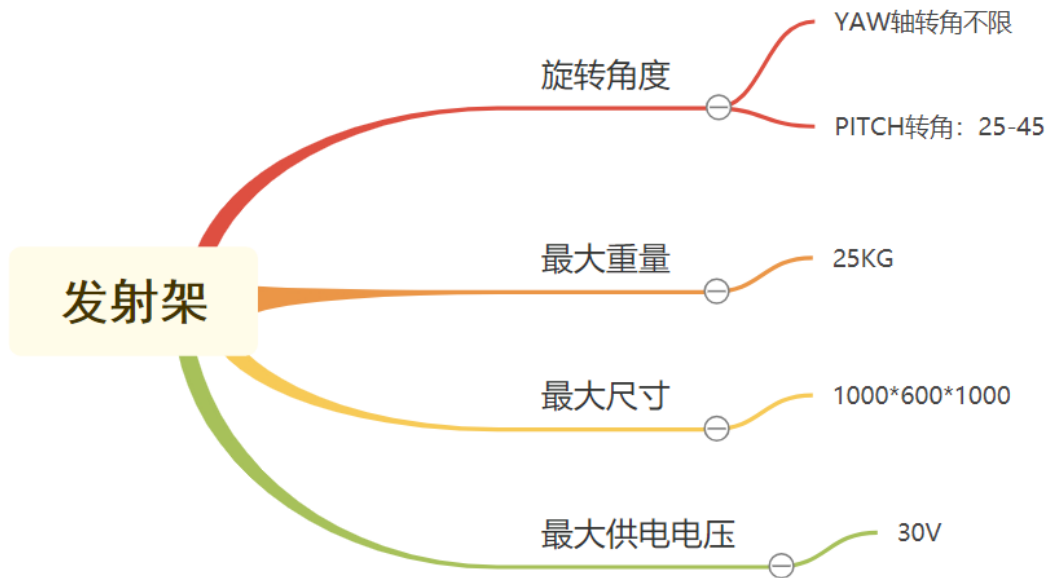 发射架
旋转角度
YAW轴转角不限
PITCH转角：25-45
最大重量
25KG
最大尺寸
1000*600*1000
最大供电电压
30V